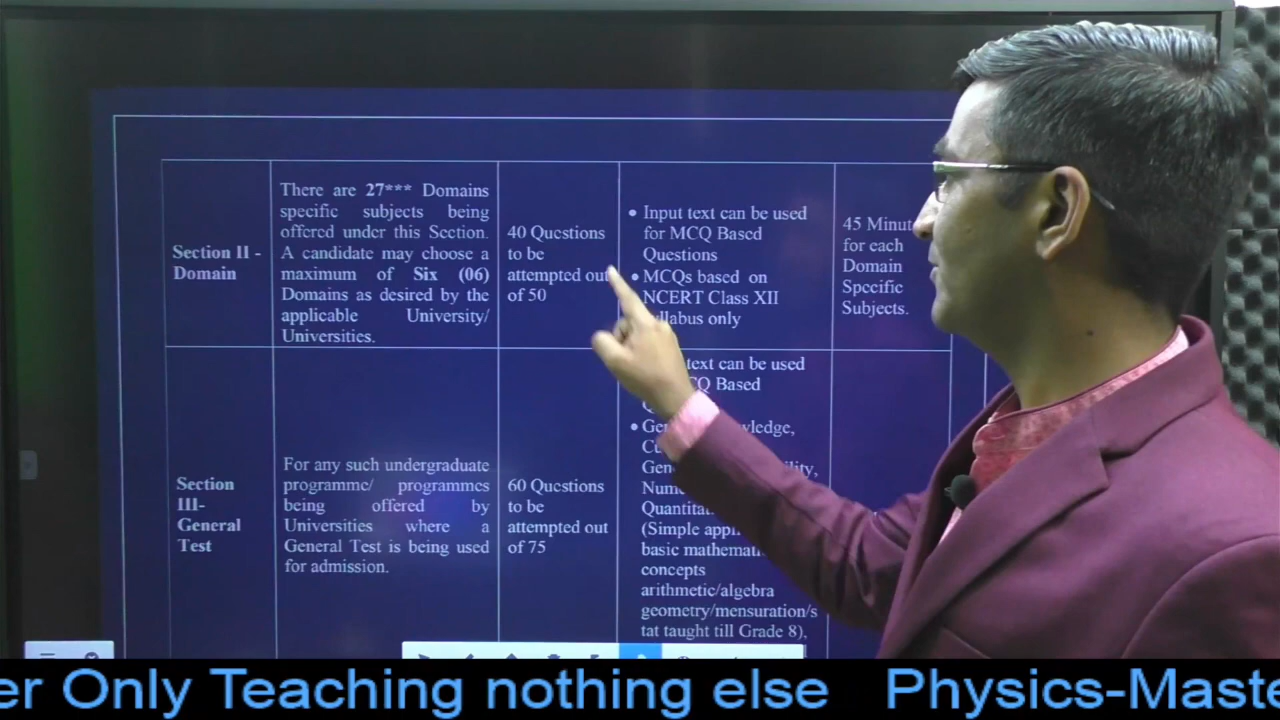 Section II -
Domain
There are 27*** Domains
specific subjects being
offered under this Section.
A candidate may choose a
maximum of Six (06)
Domains as desired by the
applicable University/
Universities.
40 Questions
to be
attempted out
of 50
• Input text can be used
for MCQ Based
Questions
• MCQs based on
NCERT Class XII
syllabus only
45 Minut
for each
Domain
Specific
Subjects.
Section
III-
General
Test
For any such undergraduate
programme/ programmes
being offered by
Universities where a
General Test is being used
for admission.
60 Questions
to be
attempted out
of 75
text can be used
Based
•
(Simple
basic
concepts
arithmetic/algebra
geometry/mensuration/s
tat taught till Grade 8),
er Only Teaching nothing else Physics-Maste